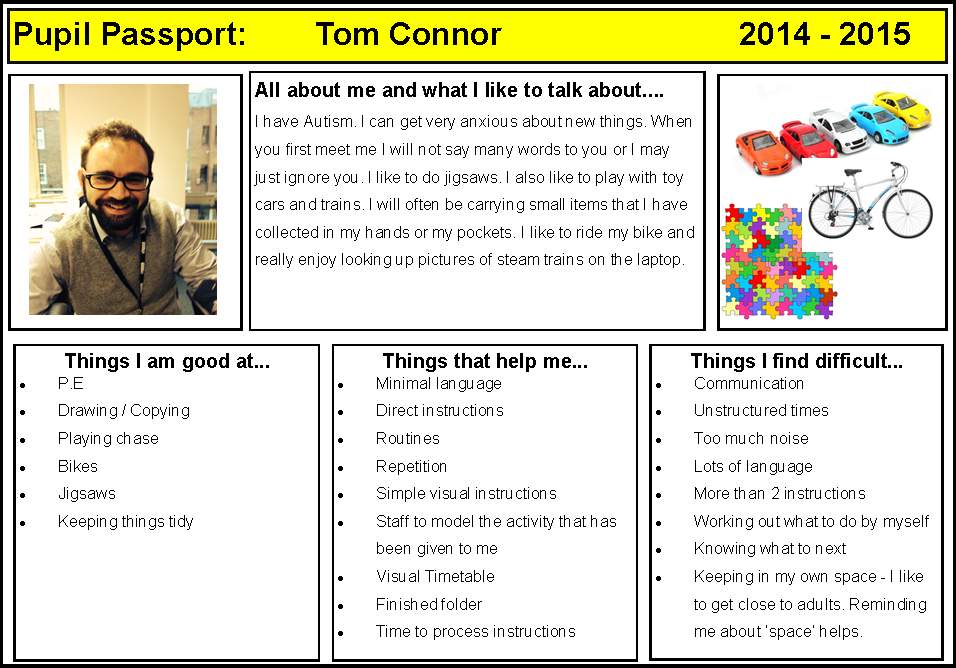 Pupil Passport: Tom Connor 2014 - 2015
All about me and what I like to talk about....
I have Autism. I can get very anxious about new things. When
you first meet me I will not say many words to you or I may
just ignore you. I like to do jigsaws. I also like to play with toy
cars and trains. I will often be carrying small items that I have
collected in my hands or my pockets. I like to ride my bike and
really enjoy looking up pictures of steam trains on the laptop.
Things I am good at...
P.E
Drawing / Copying
Playing chase
Bikes
Jigsaws
Keeping things tidy
Things that help me...
Minimal language
Direct instructions
Routines
Repetition
Simple visual instructions
Staff to model the activity that has
been given to me
Visual Timetable
Finished folder
Time to process instructions
Things I find difficult...
Communication
Unstructured times
Too much noise
Lots of language
More than 2 instructions
Working out what to do by myself
Knowing what to next
Keeping in my own space - I like
to get close to adults. Reminding
me about ‘space’ helps.